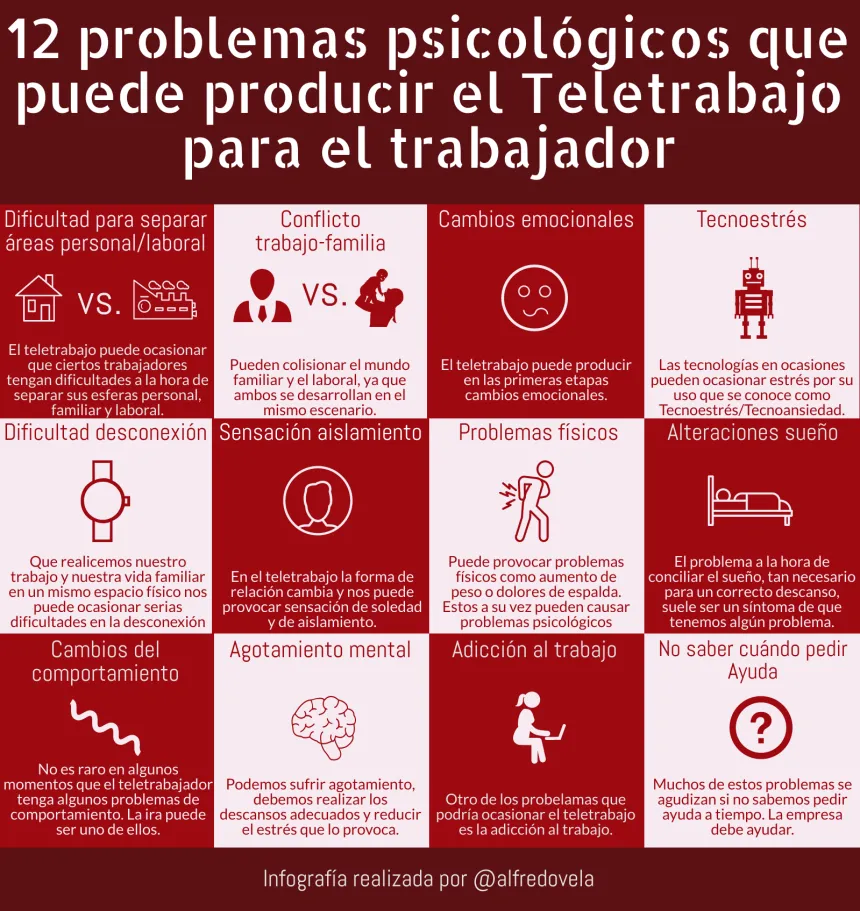 12 problemas psicológicos que
puede producir el Teletrabajo
para el trabajador
Dificultad para separar
áreas personal/laboral
VS.
El teletrabajo puede ocasionar
que ciertos trabajadores
tengan dificultades a la hora de
separar sus esferas personal,
familiar y laboral.
Conflicto
trabajo-familia
VS.
Pueden colisionar el mundo
familiar y el laboral, ya que
ambos se desarrollan en el
mismo escenario.
Cambios emocionales
El teletrabajo puede producir
en las primeras etapas
cambios emocionales.
Tecnoestrés
Las tecnologías en ocasiones
pueden ocasionar estrés por su
uso que se conoce como
Tecnoestrés/Tecnoansiedad.
Dificultad desconexión
Que realicemos nuestro
trabajo y nuestra vida familiar
en un mismo espacio físico nos
puede ocasionar serias
dificultades en la desconexión
Sensación aislamiento
En el teletrabajo la forma de
relación cambia y nos puede
provocar sensación de soledad
y de aislamiento.
Problemas físicos
Puede provocar problemas
físicos como aumento de
peso o dolores de espalda.
Estos a su vez pueden causar
problemas psicológicos
Alteraciones sueño
El problema a la hora de
conciliar el sueño, tan necesario
para un correcto descanso,
suele ser un síntoma de que
tenemos algún problema.
Cambios del
comportamiento
No es raro en algunos
momentos que el teletrabajador
tenga algunos problemas de
comportamiento. La ira puede
ser uno de ellos.
Agotamiento mental
Podemos sufrir agotamiento,
debemos realizar los
descansos adecuados y reducir
el estrés que lo provoca.
Adicción al trabajo
Otro de los probelamas que
podría ocasionar el teletrabajo
es la adicción al trabajo.
No saber cuándo pedir
Ayuda
?
Muchos de estos problemas se
agudizan si no sabemos pedir
ayuda a tiempo. La empresa
debe ayudar.
Infografía realizada por @alfredovela